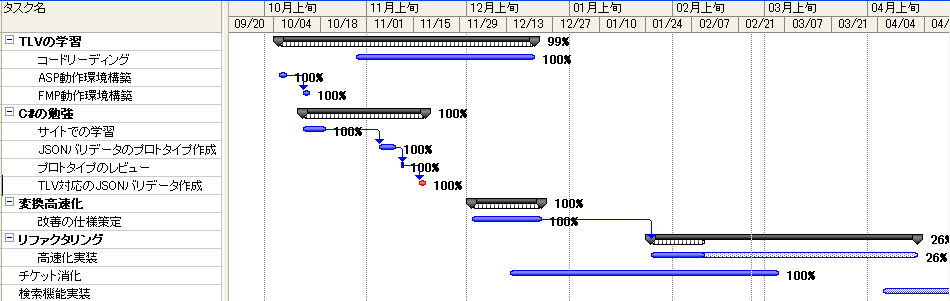 タスク名
10月上旬 11月上旬 12月上旬 01月上旬 02月上旬 03月上旬 04月上旬
09/20 10/04 10/18 11/01 11/15 11/29 12/13 12/27 01/10 01/24 02/07 02/21 03/07 03/21 04/04 04/
TLVの学習 99%
コードリーディング 100%
ASP動作環境構築 100%
FMP動作環境構築 100%
C#の勉強 100%
サイトでの学習 100%
JSONバリデータのプロトタイプ作成 100%
プロトタイプのレビュー 100%
TLV対応のJSONバリデータ作成 100%
変換高速化 100%
改善の仕様策定 100%
リファクタリング 26%
高速化実装 26%
チケット消化 100%
検索機能実装